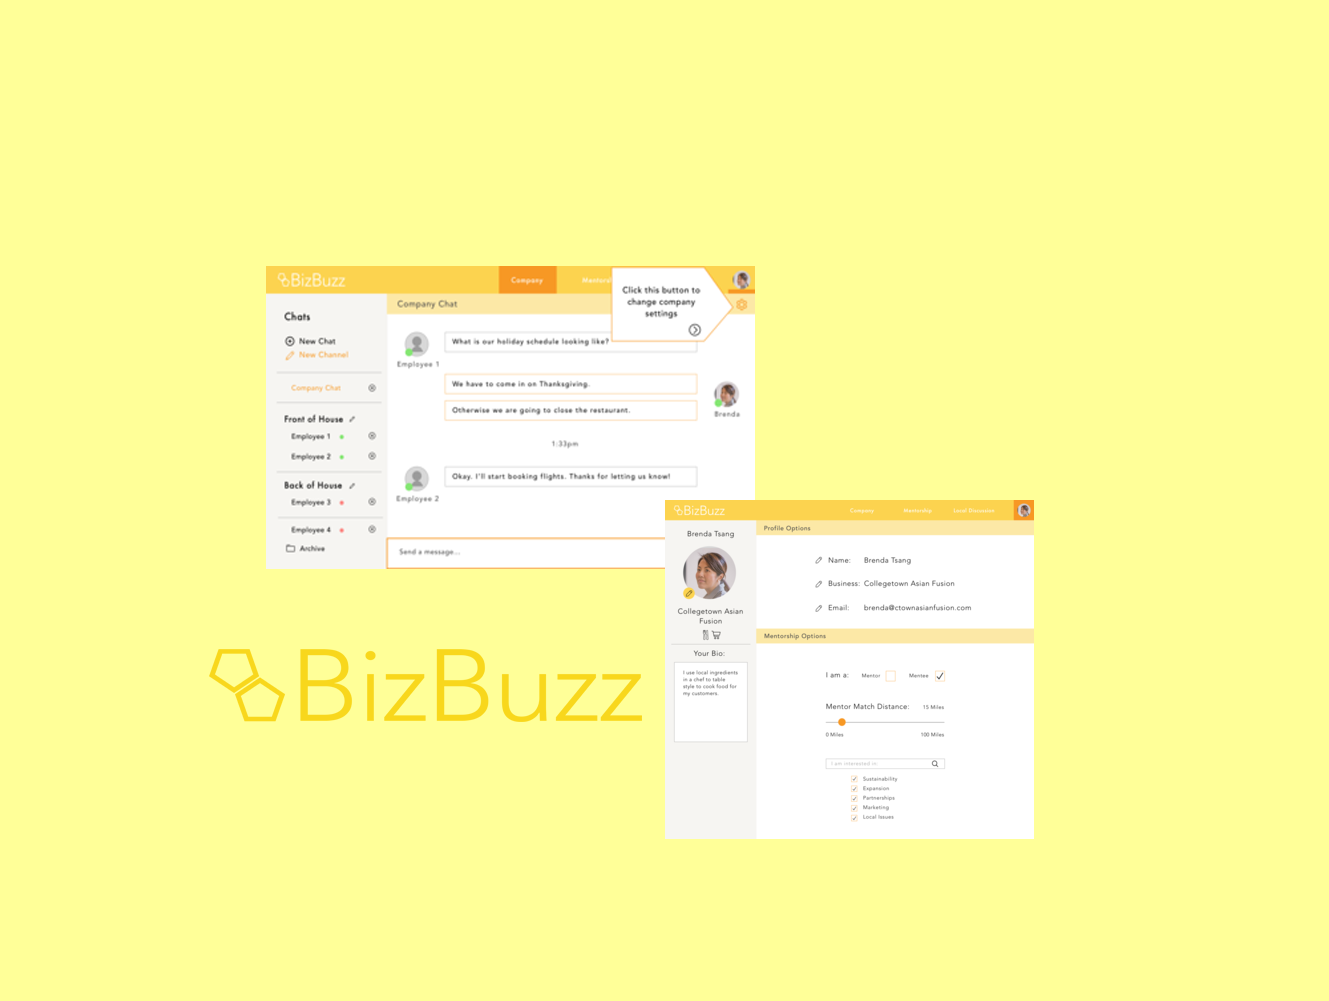 BizBuzz
Company
Mentorsh
Click this button to
change company
settings
Chats
New Chat
New Channel
Company Chat
Front of House
Employee 1
Employee 2
Back of House
Employee 3
Employee 4
Archive
Company Chat
What is our holiday schedule looking like?
Employee 1
We have to come in on Thanksgiving.
Otherwise we are going to close the restaurant.
Brenda
1:33pm
Okay. I'll start booking flights. Thanks for letting us know!
Employee 2
Send a message...
BizBuzz
BizBuzz
Company
Mentorship
Local Discussion
Brenda Tsang
Collegetown Asian
Fusion
Your Bio:
I use local ingredients
in a chef to table
style to cook food for
my customers.
Profile Options
Name: Brenda Tsang
Business: Collegetown Asian Fusion
Email: brenda@ctownasianfusion.com
Mentorship Options
I am a: Mentor Mentee
Mentor Match Distance: 15 Miles
0 Miles 100 Miles
I am interested in:
Sustainability
Expansion
Partnerships
Marketing
Local Issues